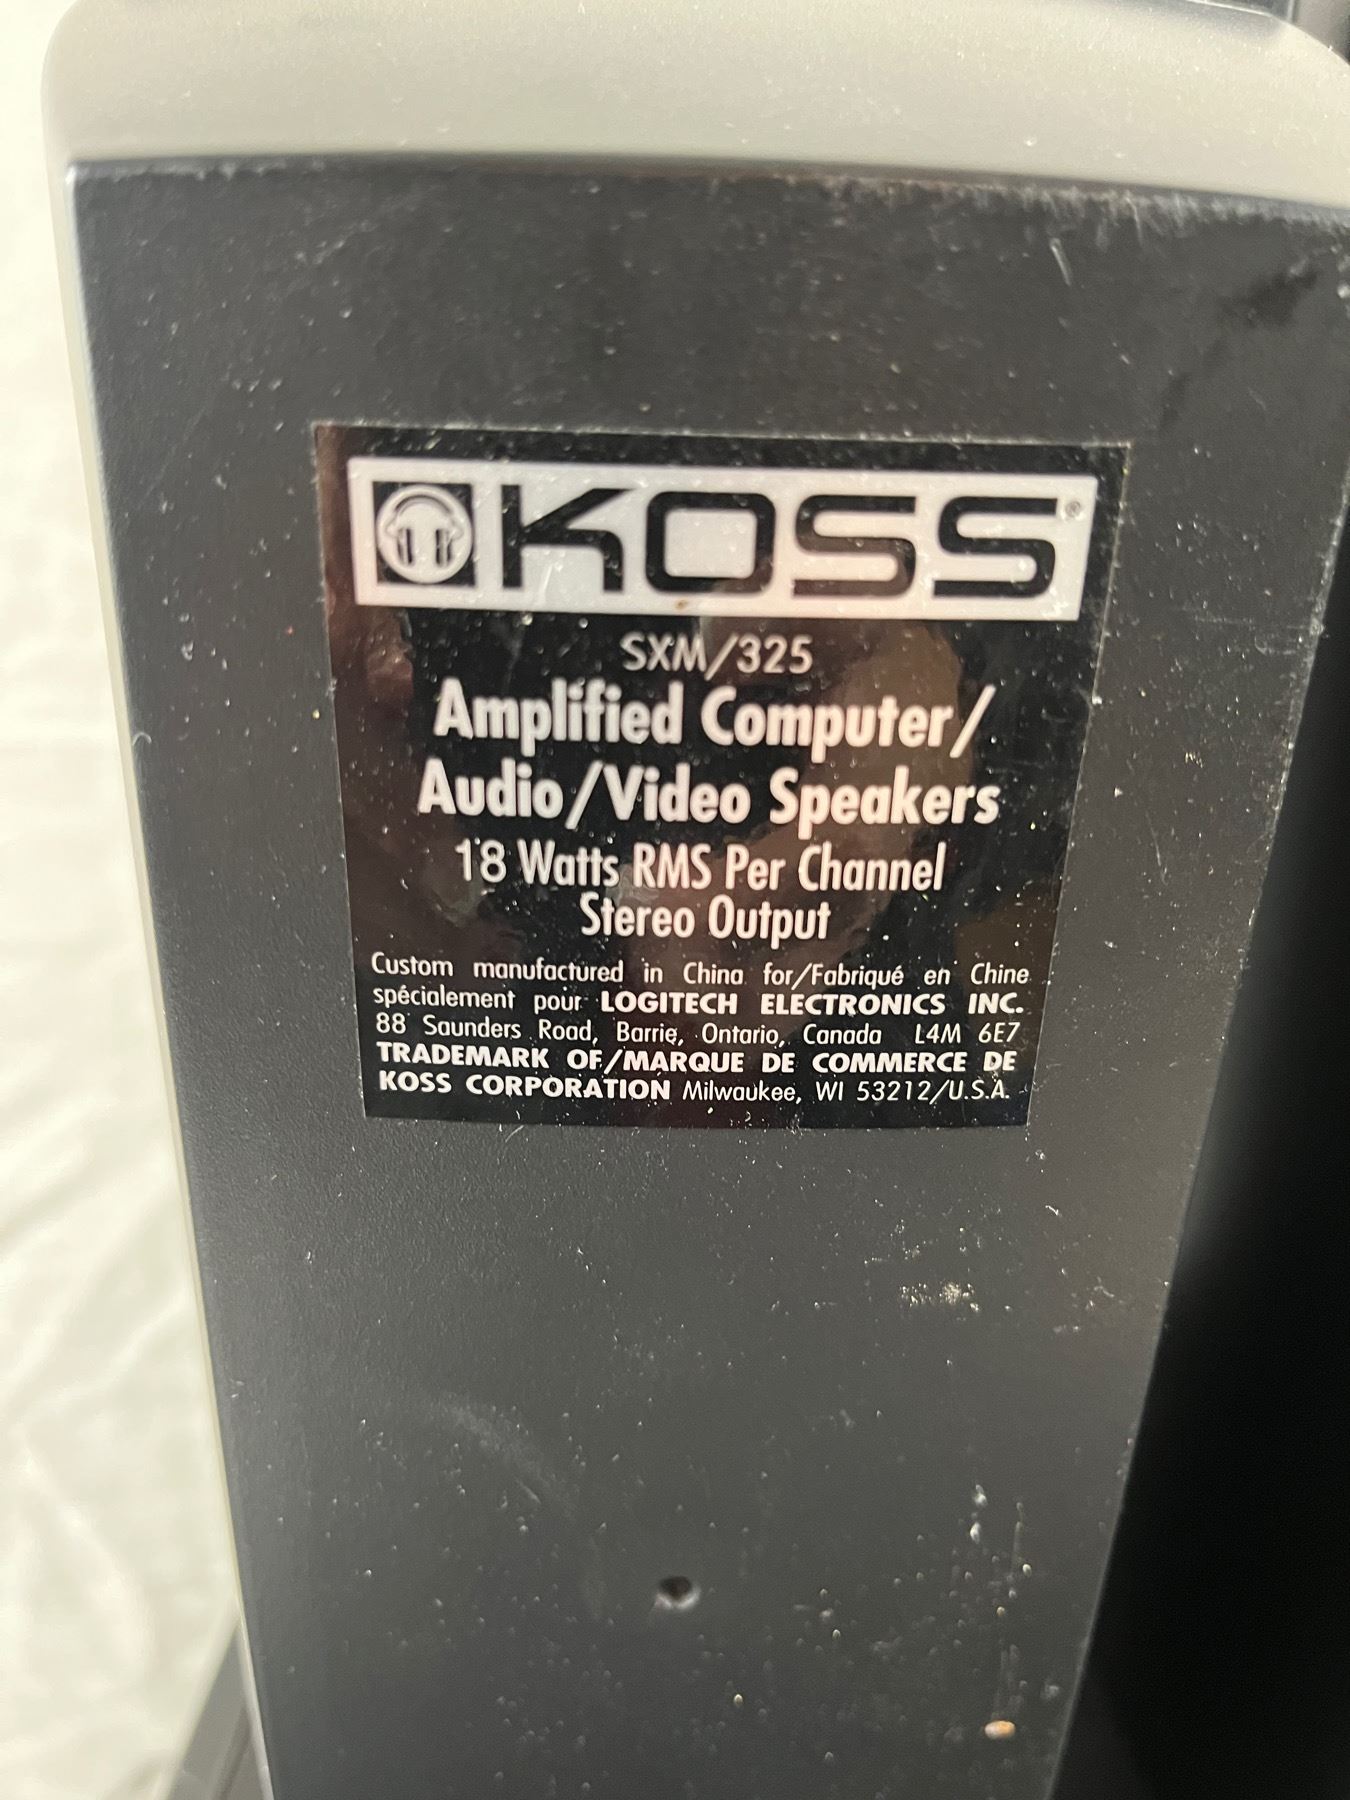 KOSS®
SXM/325
Amplified Computer/
Audio/Video Speakers
18 Watts RMS Per Channel
Stereo Output
Custom manufactured in China for/Fabriqué en Chine
spécialement pour LOGITECH ELECTRONICS INC.
88 Saunders Road, Barrie, Ontario, Canada L4M 6E7
TRADEMARK OF/MARQUE DE COMMERCE DE
KOSS CORPORATION Milwaukee, WI 53212/U.S.A.